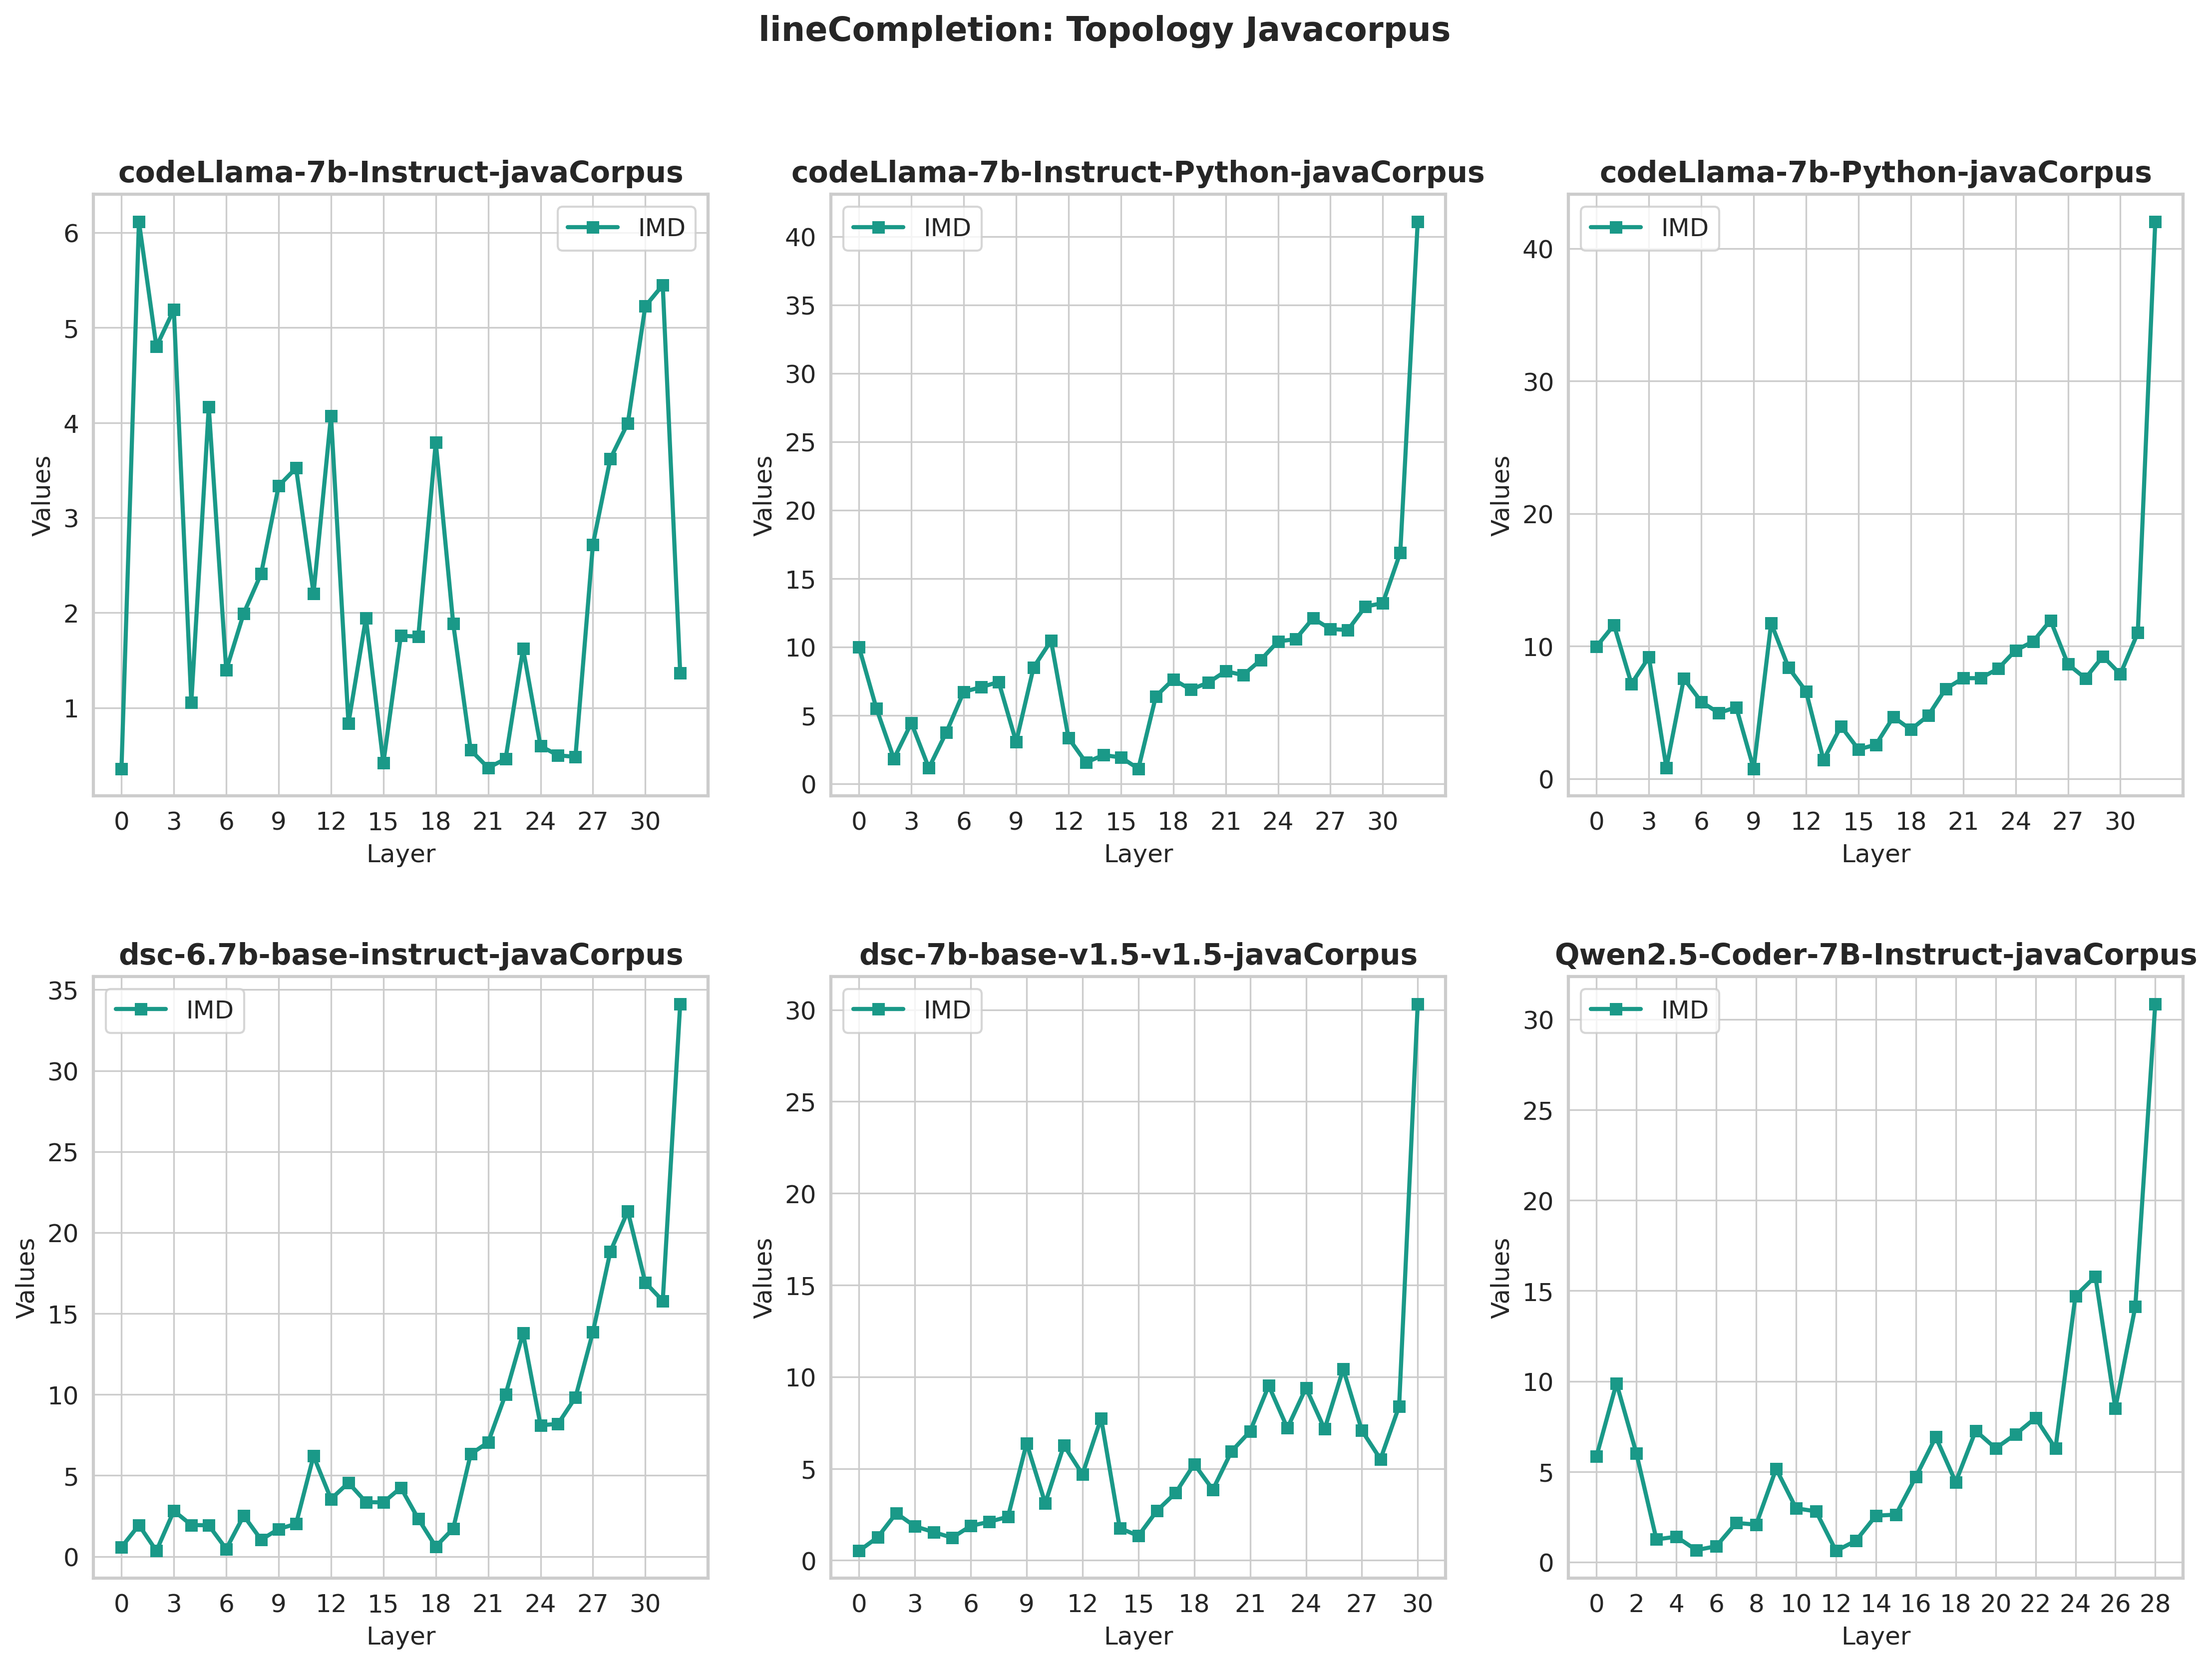 lineCompletion: Topology Javacorpus
codeLlama-7b-Instruct-javaCorpus
IMD
Values
6
5
4
3
2
1
0 3 6 9 12 15 18 21 24 27 30
Layer
codeLlama-7b-Instruct-Python-javaCorpus
IMD
Values
40
35
30
25
20
15
10
5
0
0 3 6 9 12 15 18 21 24 27 30
Layer
codeLlama-7b-Python-javaCorpus
IMD
Values
40
30
20
10
0
0 3 6 9 12 15 18 21 24 27 30
Layer
dsc-6.7b-base-instruct-javaCorpus
IMD
Values
35
30
25
20
15
10
5
0
0 3 6 9 12 15 18 21 24 27 30
Layer
dsc-7b-base-v1.5-v1.5-javaCorpus
IMD
Values
30
25
20
15
10
5
0
0 3 6 9 12 15 18 21 24 27 30
Layer
Qwen2.5-Coder-7B-Instruct-javaCorpus
IMD
Values
30
25
20
15
10
5
0
0 2 4 6 8 10 12 14 16 18 20 22 24 26 28
Layer